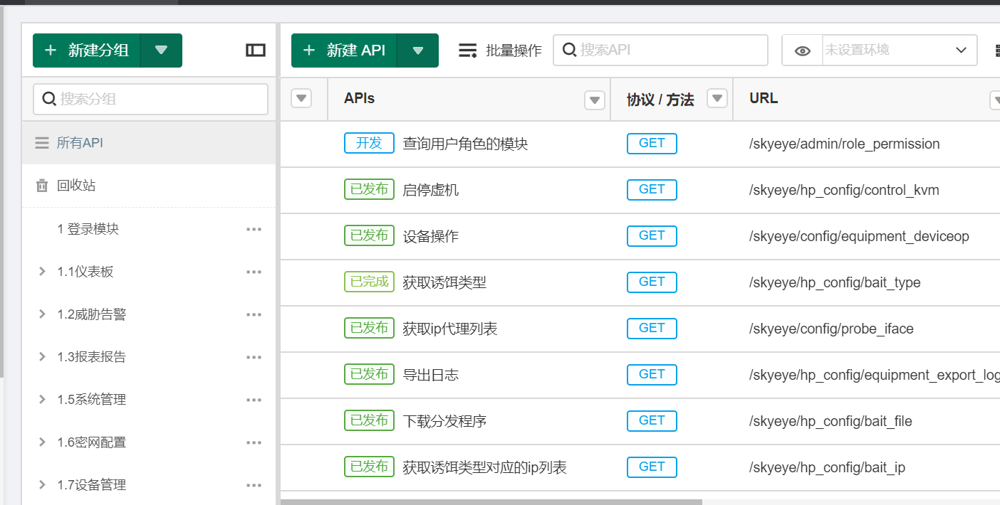 新建分组
搜索分组
所有API
回收站
1 登录模块
1.1仪表板
1.2威胁告警
1.3报表报告
1.5系统管理
1.6密网配置
1.7设备管理
新建 API 批量操作 搜索API 未设置环境
APIs 协议 / 方法 URL
开发 查询用户角色的模块 GET /skyeye/admin/role_permission
已发布 启停虚机 GET /skyeye/hp_config/control_kvm
已发布 设备操作 GET /skyeye/config/equipment_deviceop
已完成 获取诱饵类型 GET /skyeye/hp_config/bait_type
已发布 获取ip代理列表 GET /skyeye/config/probe_iface
已发布 导出日志 GET /skyeye/hp_config/equipment_export_log
已发布 下载分发程序 GET /skyeye/hp_config/bait_file
已发布 获取诱饵类型对应的ip列表 GET /skyeye/hp_config/bait_ip